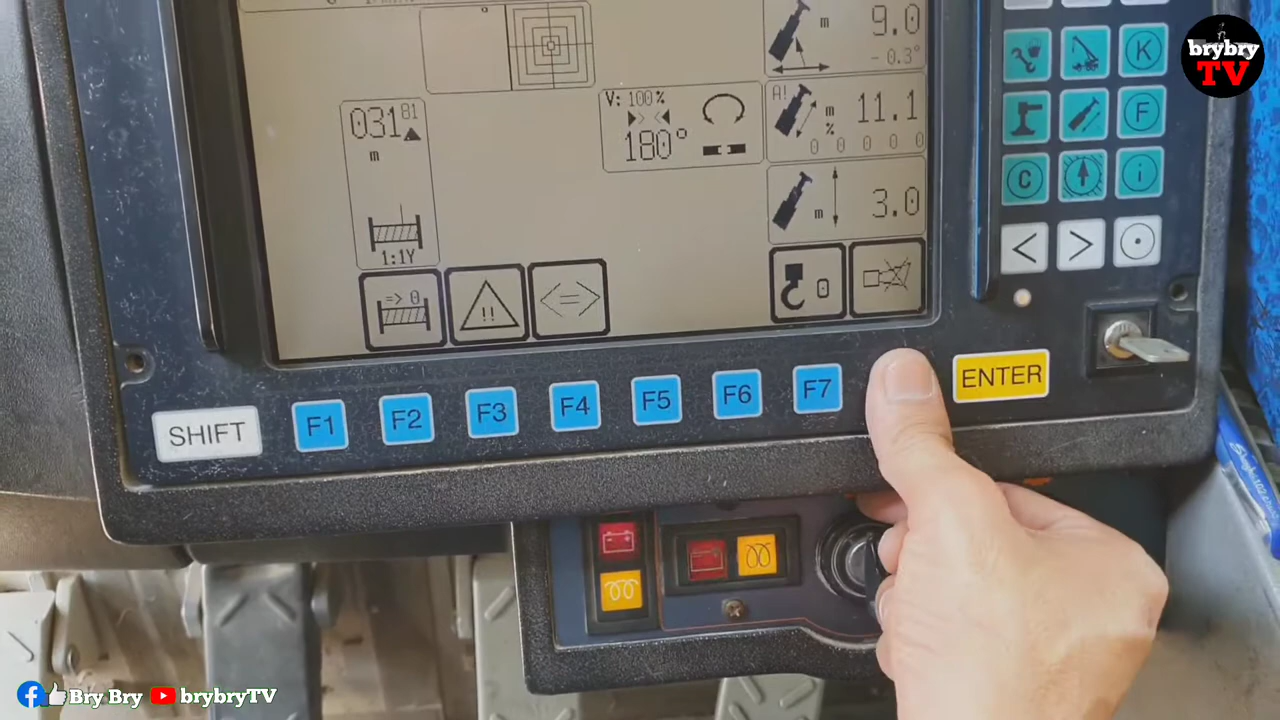 brybry
TV
9.0
m
- 0.3°
K
031 81
m
V: 100%
180°
A!
m
%
11.1
0 0 0 0 0
F
m
3.0
C
i
1:1Y
=> 0
!!
<=>
0
< >
SHIFT
F1 F2 F3 F4 F5 F6 F7
ENTER
Bry Bry
brybryTV